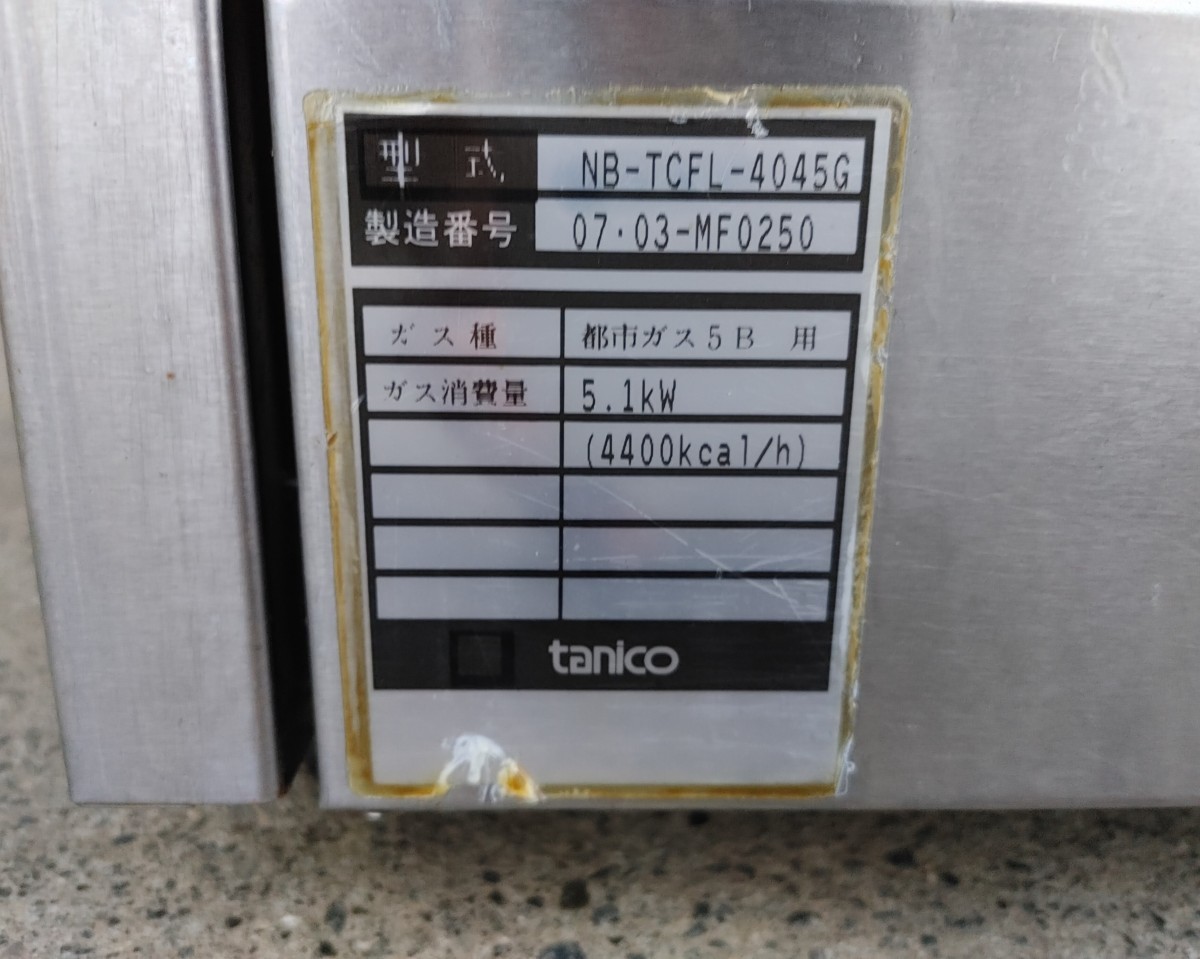 型式 NB-TCFL-4045G
製造番号 07・03-MF0250
ガス種 都市ガス5B 用
ガス消費量 5.1kW
(4400kcal/h)
tanico